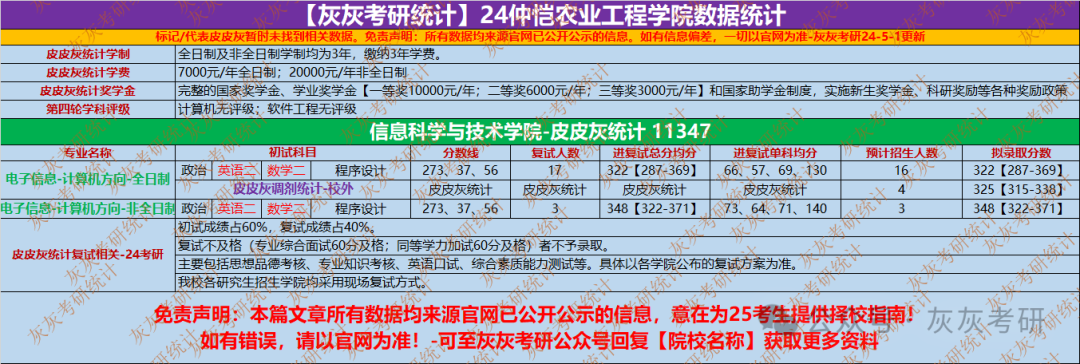 【灰灰考研统计】24仲恺农业工程学院数据统计
标记/代表皮皮灰暂时未找到相关数据。免责声明：所有数据均来源官网已公开公示的信息。如有信息偏差，一切以官网为准-灰灰考研24-5-1更新
皮皮灰统计学制 全日制及非全日制学制均为3年，缴纳3年学费。
皮皮灰统计学费 7000元/年全日制；20000元/年非全日制
皮皮灰统计奖学金 完整的国家奖学金、学业奖学金【一等奖10000元/年；二等奖6000元/年，三等奖3000元/年】和国家助学金制度，实施新生奖学金、科研奖励等各种奖励政策
第四轮学科评级 计算机无评级；软件工程无评级
信息科学与技术学院-皮皮灰统计 11347
专业名称 初试科目 分数线 复试人数 进复试总分均分 进复试单科均分 预计招生人数 拟录取分数
电子信息-计算机方向-全日制 政治 英语二 数学二 程序设计 273、37、56 17 322【287-369】 66、57、69、130 16 322【287-369】
皮皮灰调剂统计-校外 皮皮灰统计 皮皮灰统计 皮皮灰统计 皮皮灰统计 4 325【315-338】
电子信息-计算机方向-非全日制 政治 英语二 数学二 程序设计 273、37、56 3 348【322-371】 73、64、71、140 3 348【322-371】
皮皮灰统计复试相关-24考研 初试成绩占60%，复试成绩占40%。
复试不及格（专业综合面试60分及格；同等学力加试60分及格）者不予录取。
主要包括思想品德考核、专业知识考核、英语口试、综合素质能力测试等。具体以各学院公布的复试方案为准。
我校各研究生招生学院均采用现场复试方式。
免责声明：本篇文章所有数据均来源官网已公开公示的信息，意在为25考生提供择校指南！
如有错误，请以官网为准！-可至灰灰考研公众号回复【院校名称】获取更多资料
公众号 灰灰考研
灰灰考研统计